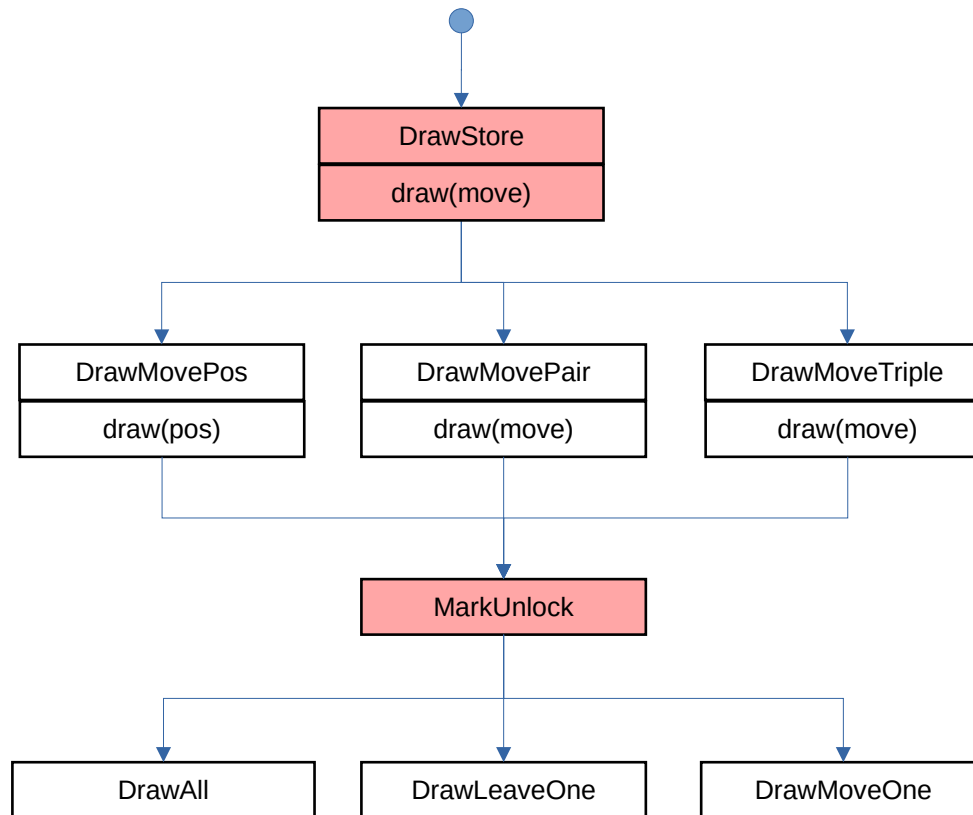 DrawStore
draw(move)
DrawMovePos
DrawMovePair
DrawMoveTriple
draw(pos)
draw(move)
draw(move)
MarkUnlock
DrawAll
DrawLeaveOne
DrawMoveOne